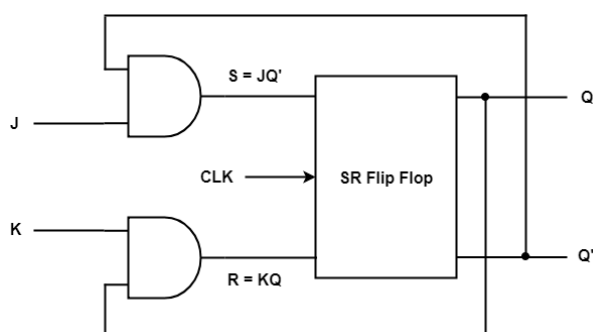 S = JQ'
Q
J
CLK
SR Flip Flop
K
Q'
R = KQ